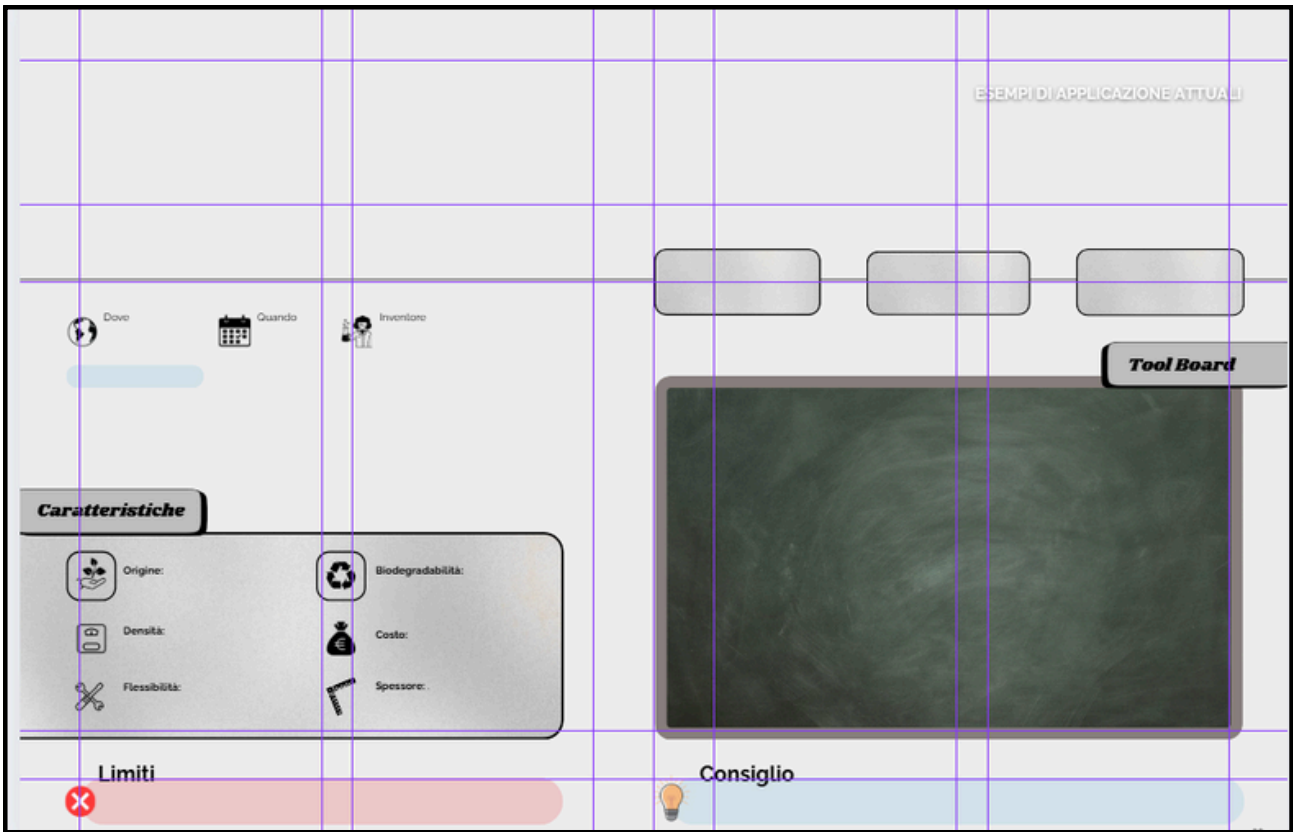 ESEMPI DI APPLICAZIONE ATTUALI
Dove
Quando
Inventore
Tool Board
Caratteristiche
Origine:
Biodegradabilità:
Densità:
Costo:
Flessibilità:
Spessore:
Limiti
Consiglio